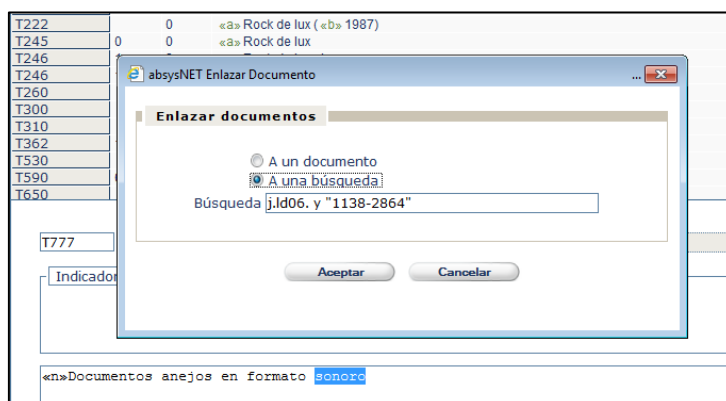 T222 0 «a» Rock de lux ( «b» 1987)
T245 0 0 «a» Rock de lux
T246
T246
T260
T300
T310
T362
T530
T590
T650
absysNET Enlazar Documento ...
Enlazar documentos
A un documento
A una búsqueda
Búsqueda j.ld06. y "1138-2864"
Aceptar Cancelar
T777
Indicador
«n»Documentos anejos en formato sonoro